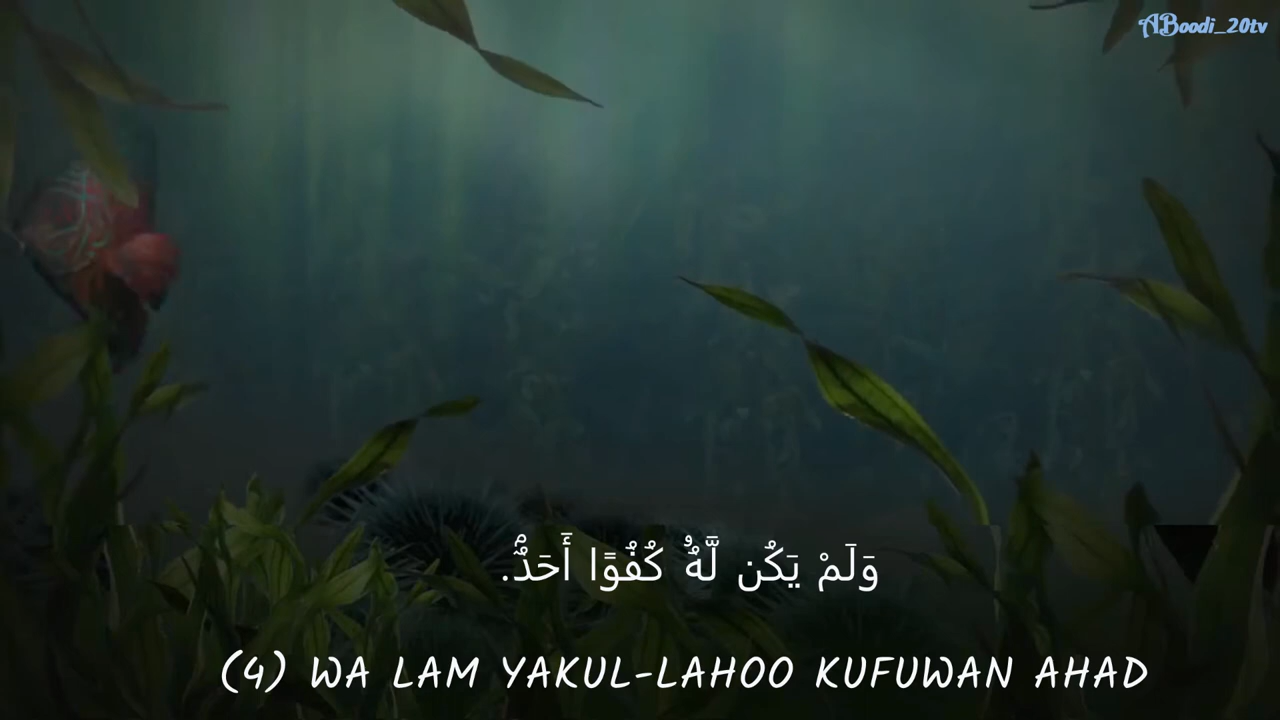 ABoodi_20tv
وَلَمْ يَكُن لَّهُۥ كُفُوًا أَحَدٌۢ.
(4) WA LAM YAKUL-LAHOO KUFUWAN AHAD